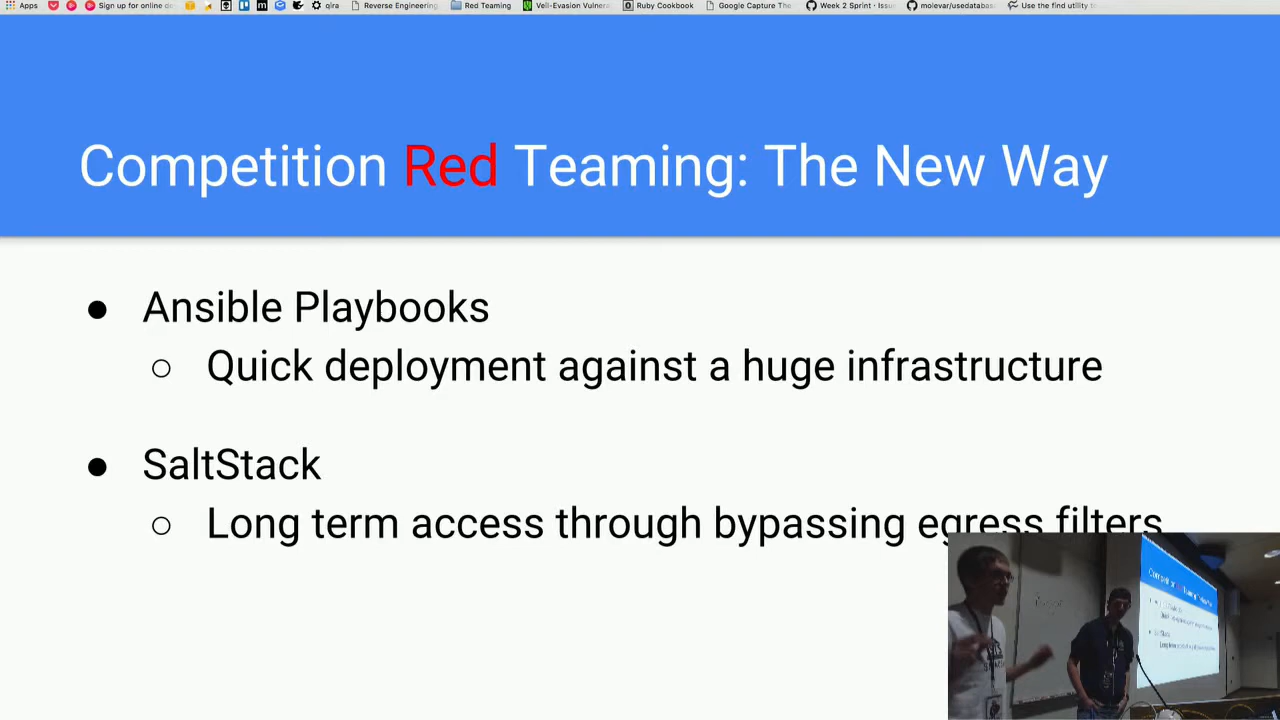 Apps
Sign up for online de
qira
Reverse Engineering
Red Teaming
Veil-Evasion Vulnera
Ruby Cookbook
Google Capture The
Week 2 Sprint · Issu
molevar/usedatabas
Use the find utility to
Competition Red Teaming: The New Way
● Ansible Playbooks
○ Quick deployment against a huge infrastructure
● SaltStack
○ Long term access through bypassing egress filters